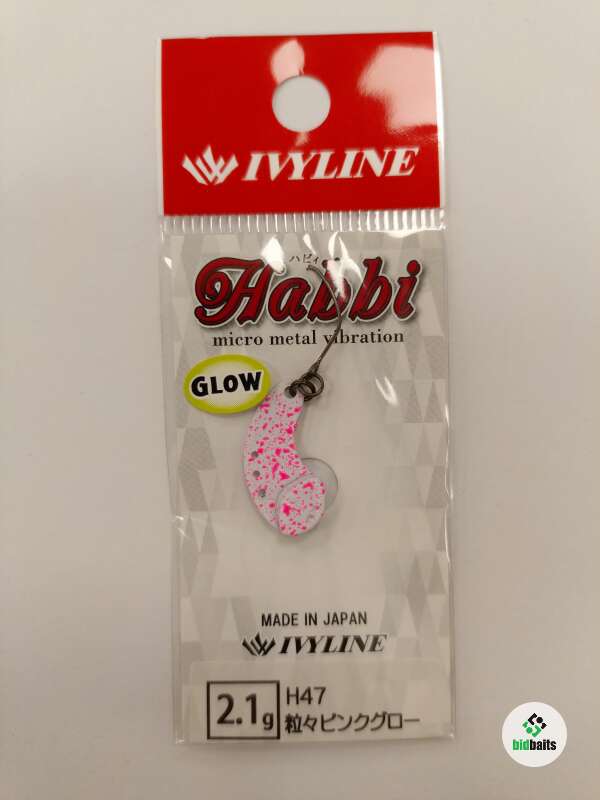 IVYLINE
ハビィ
Habbi
micro metal vibration
GLOW
MADE IN JAPAN
IVYLINE
2.1g
H47
粒々ピンクグロー
bidbaits